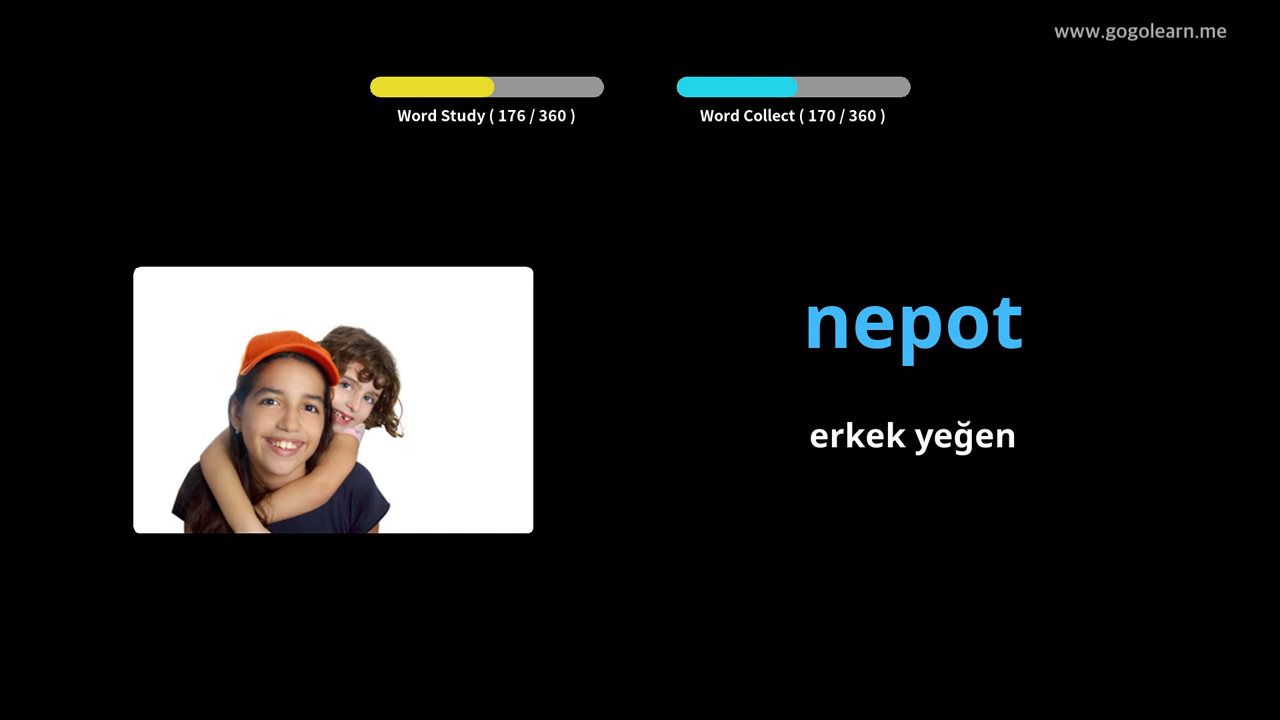 www.gogolearn.me
Word Study ( 176 / 360 )
Word Collect ( 170 / 360 )
nepot
erkek yeğen